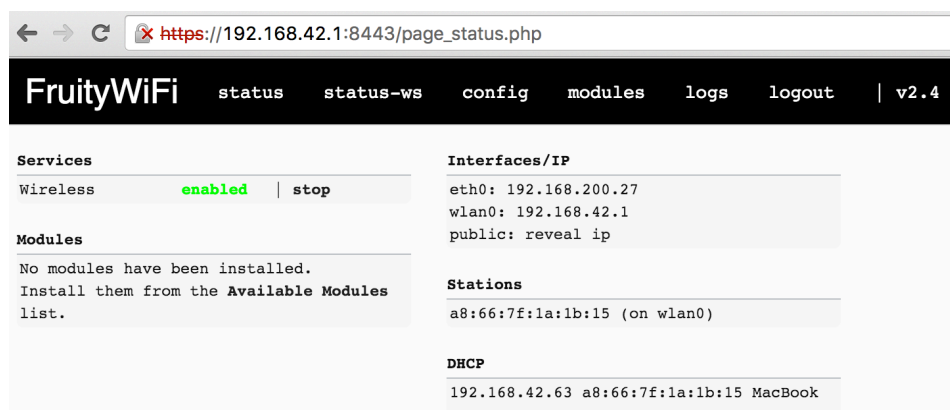 https://192.168.42.1:8443/page_status.php
FruityWiFi status status-ws config modules logs logout | v2.4
Services
Wireless enabled | stop
Modules
No modules have been installed.
Install them from the Available Modules
list.
Interfaces/IP
eth0: 192.168.200.27
wlan0: 192.168.42.1
public: reveal ip
Stations
a8:66:7f:1a:1b:15 (on wlan0)
DHCP
192.168.42.63 a8:66:7f:1a:1b:15 MacBook